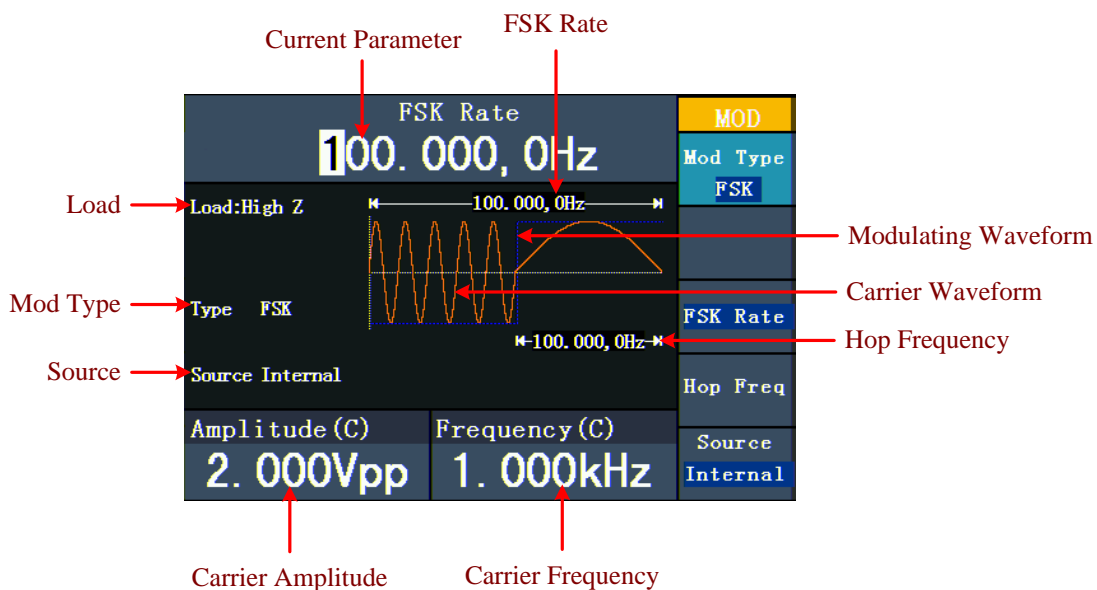 FSK Rate
Current Parameter
FSK Rate
100.000,0Hz
MOD
Mod Type
FSK
Load
Load:High Z
100.000,0Hz
Modulating Waveform
Carrier Waveform
Mod Type
Type FSK
FSK Rate
100.000,0Hz
Hop Frequency
Source
Source Internal
Hop Freq
Amplitude(C)
Frequency(C)
Source
2.000Vpp
1.000kHz
Internal
Carrier Amplitude
Carrier Frequency